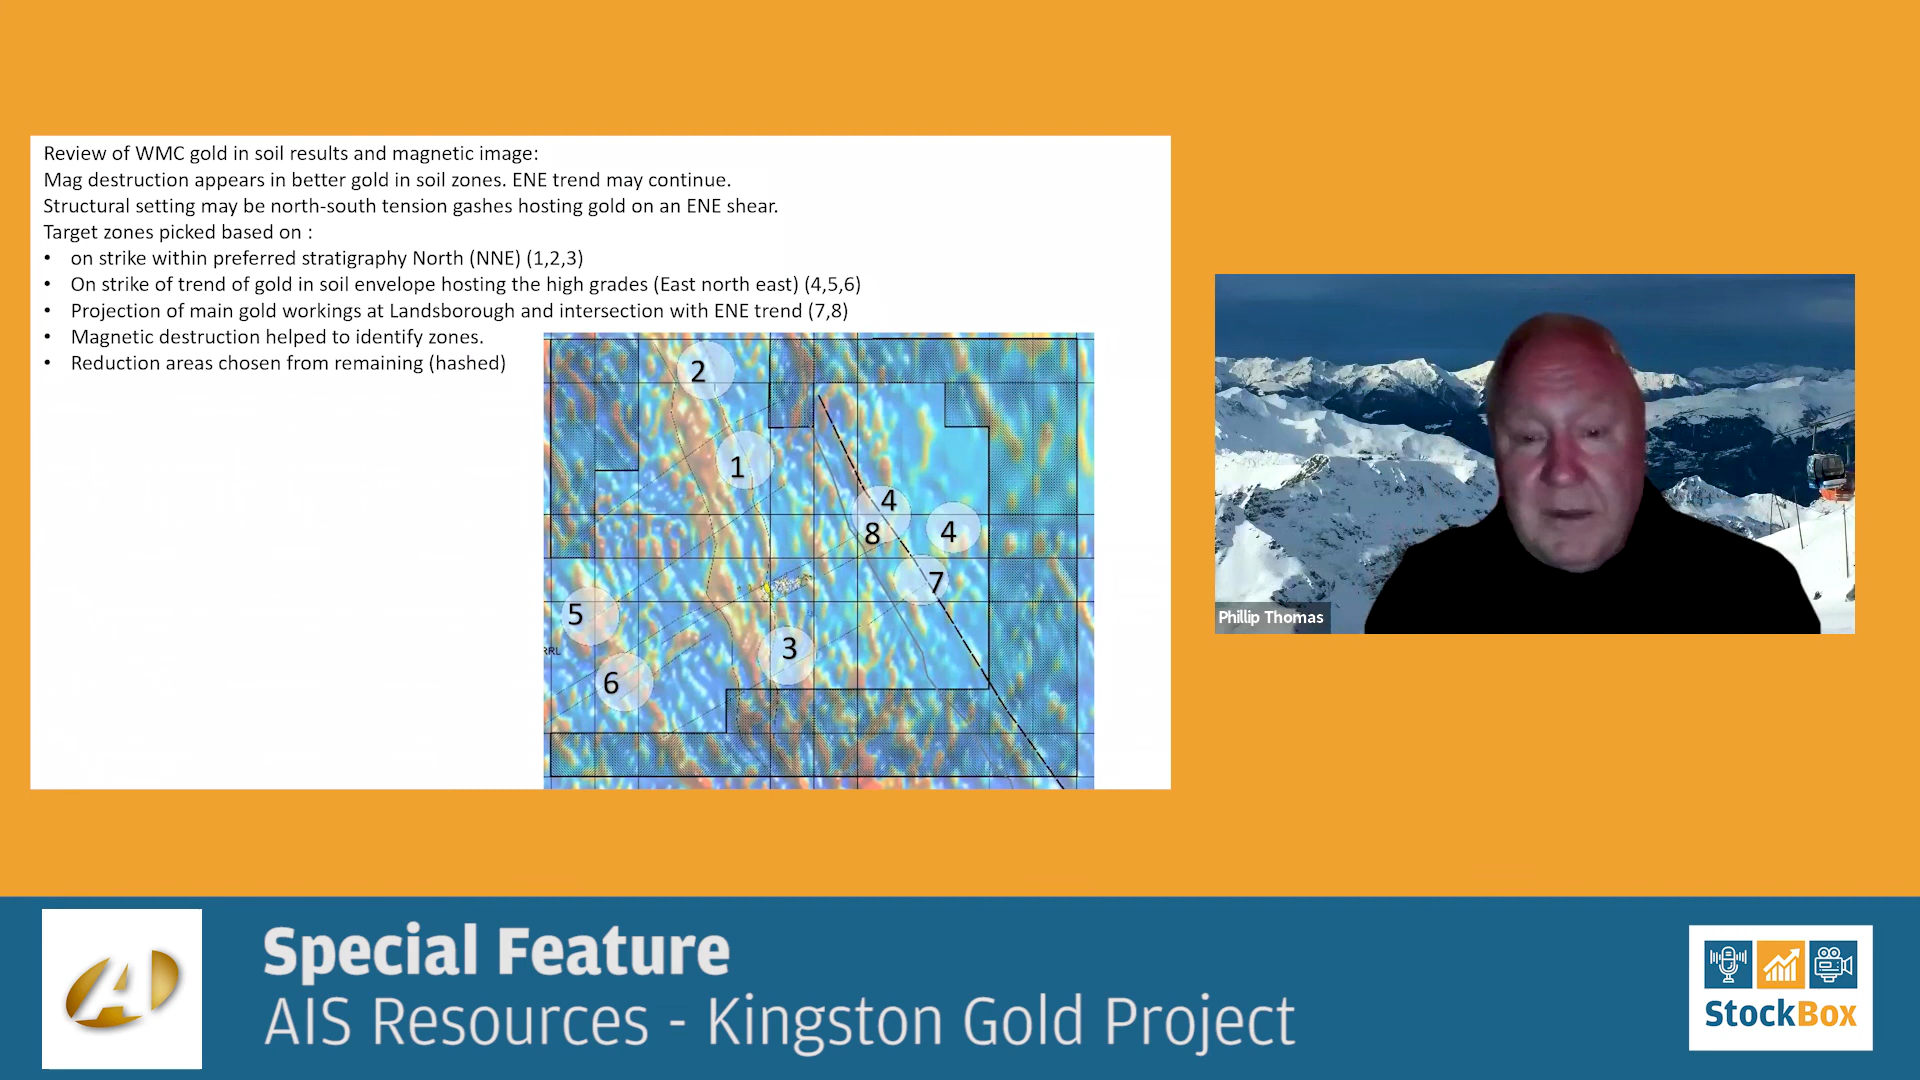 Review of WMC gold in soil results and magnetic image:
Mag destruction appears in better gold in soil zones. ENE trend may continue.
Structural setting may be north-south tension gashes hosting gold on an ENE shear.
Target zones picked based on :
• on strike within preferred stratigraphy North (NNE) (1,2,3)
• On strike of trend of gold in soil envelope hosting the high grades (East north east) (4,5,6)
• Projection of main gold workings at Landsborough and intersection with ENE trend (7,8)
• Magnetic destruction helped to identify zones.
• Reduction areas chosen from remaining (hashed)
2
1
4
8
4
7
5
3
RRL
6
Phillip Thomas
Special Feature
AIS Resources - Kingston Gold Project
StockBox